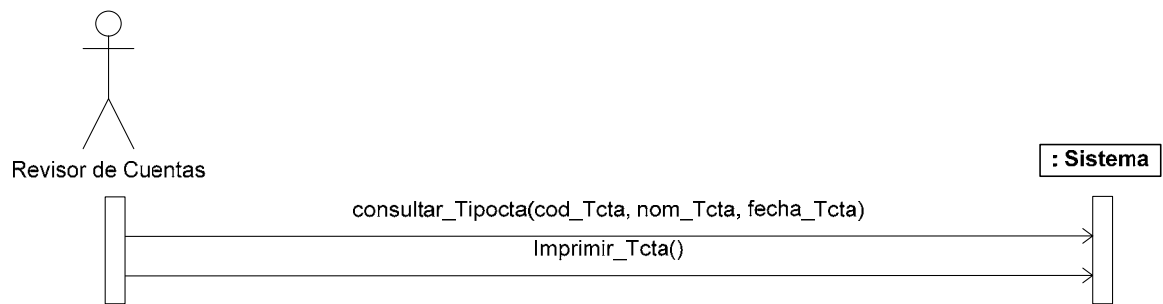 Revisor de Cuentas
: Sistema
consultar_Tipocta(cod_Tcta, nom_Tcta, fecha_Tcta)
Imprimir_Tcta()